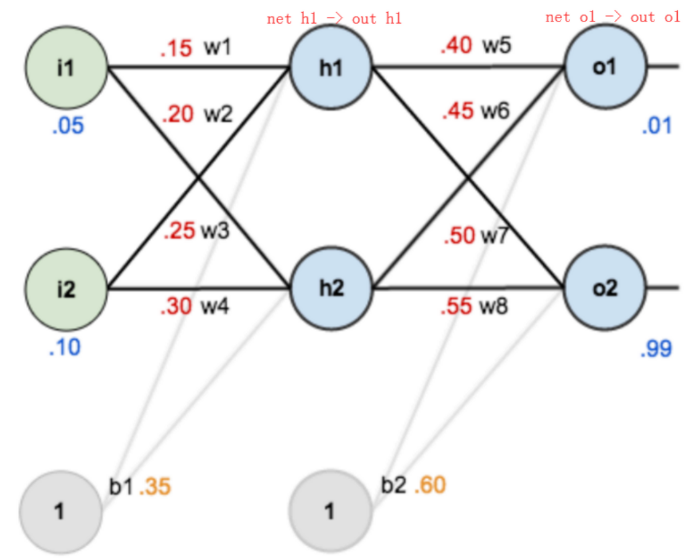 net h1 -> out h1
net o1 -> out o1
.15 w1
.40 w5
i1
h1
o1
.20 w2
.45 w6
.05
.01
.25 w3
.50 w7
i2
h2
o2
.30 w4
.55 w8
.10
.99
b1 .35
b2 .60
1
1